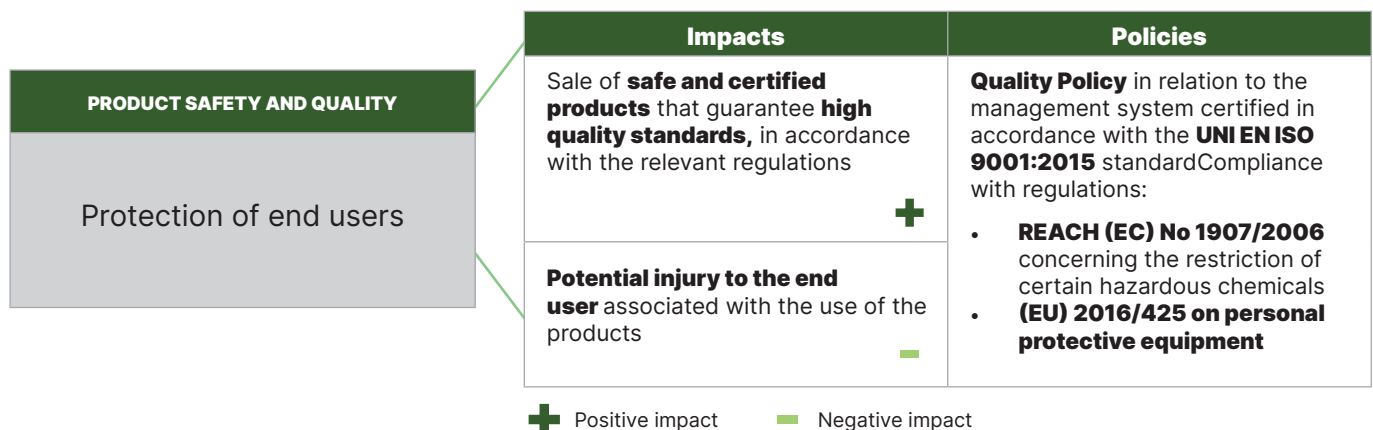 PRODUCT SAFETY AND QUALITY
Protection of end users
Impacts
Sale of safe and certified
products that guarantee high
quality standards, in accordance
with the relevant regulations
+
Potential injury to the end
user associated with the use of the
products
-
Policies
Quality Policy in relation to the
management system certified in
accordance with the UNI EN ISO
9001:2015 standardCompliance
with regulations:
• REACH (EC) No 1907/2006
concerning the restriction of
certain hazardous chemicals
• (EU) 2016/425 on personal
protective equipment
+ Positive impact
- Negative impact